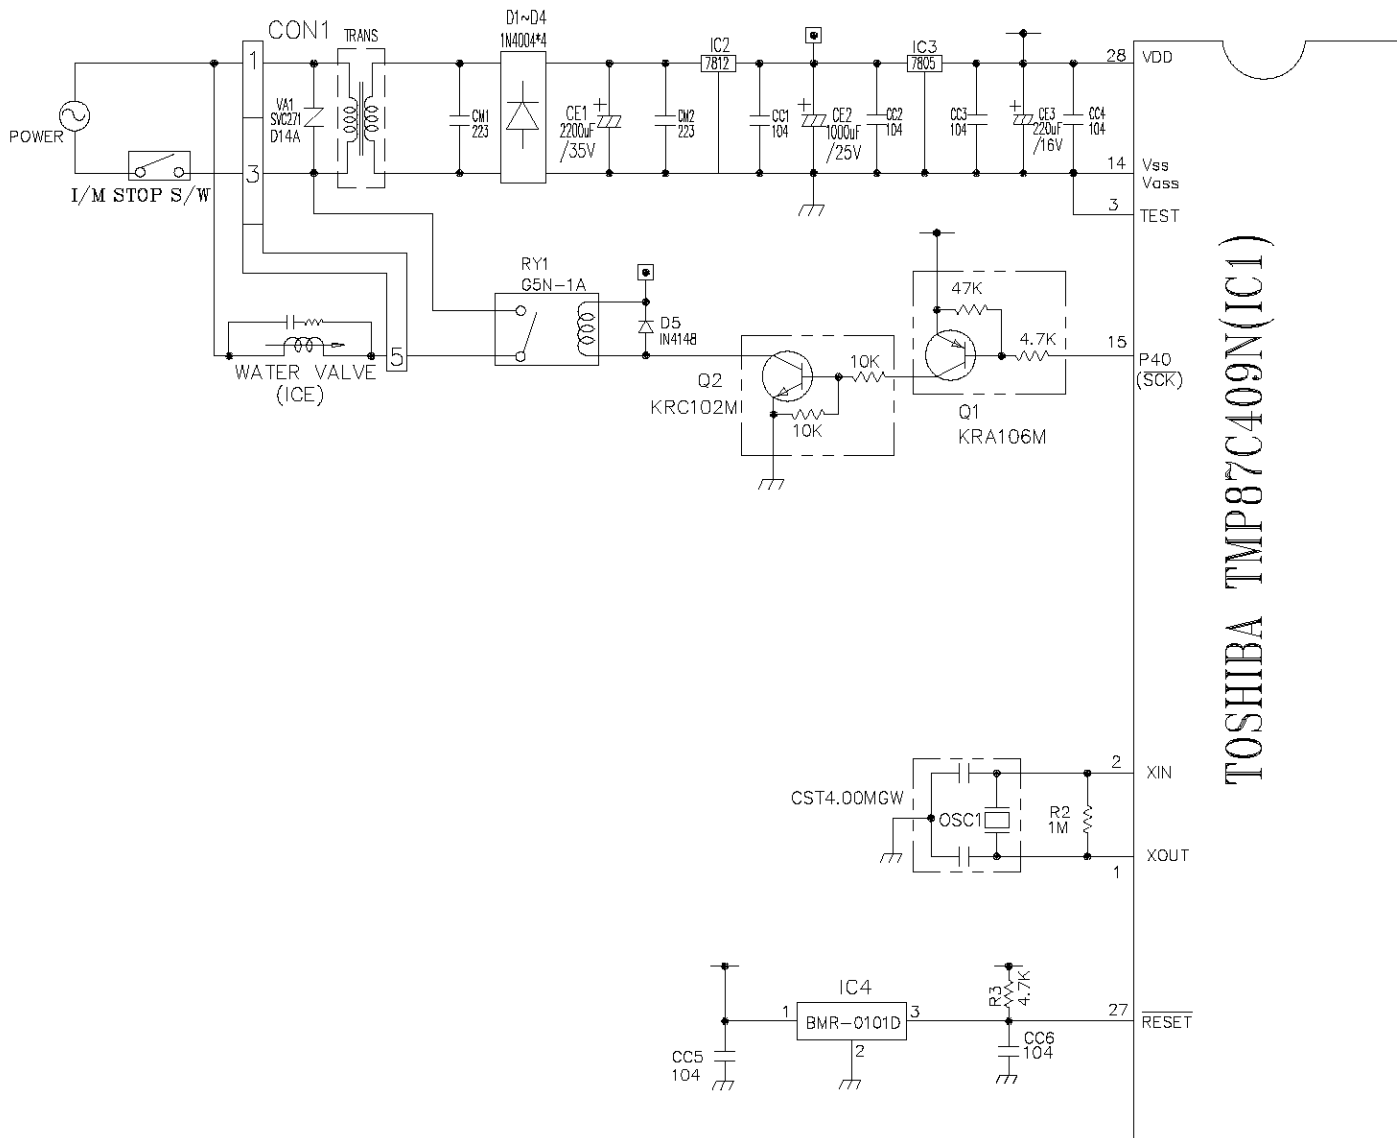 D1~D4
1N4004*4
CON1
TRANS
IC2
7812
IC3
7805
1
28
VDD
POWER
VA1
SVC271
D14A
CM1
223
CE1
2200uF
/35V
CM2
223
CC1
104
CE2
1000uF
/25V
CC2
104
CC3
104
CE3
220uF
/16V
CC4
104
I/M STOP S/W
3
14
Vss
Vass
3
TEST
RY1
G5N-1A
D5
IN4148
WATER VALVE
(ICE)
5
Q2
KRC102M
10K
10K
47K
4.7K
Q1
KRA106M
15
P40
(SCK)
TOSHIBA TMP87C409N(IC1)
CST4.00MGW
OSC1
R2
1M
2
XIN
XOUT
1
IC4
1
BMR-0101D
3
2
CC5
104
R3
4.7K
CC6
104
27
RESET